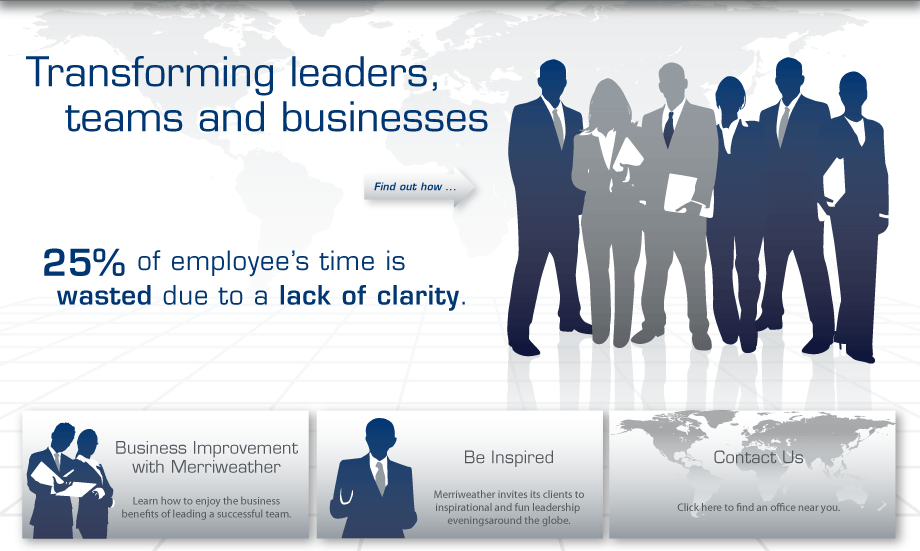 Transforming leaders,
teams and businesses
Find out how ...
25% of employee's time is
wasted due to a lack of clarity.
Business Improvement
with Merriweather
Learn how to enjoy the business
benefits of leading a successful team.
Be Inspired
Merriweather invites its clients to
inspirational and fun leadership
eveningsaround the globe.
Contact Us
Click here to find an office near you.